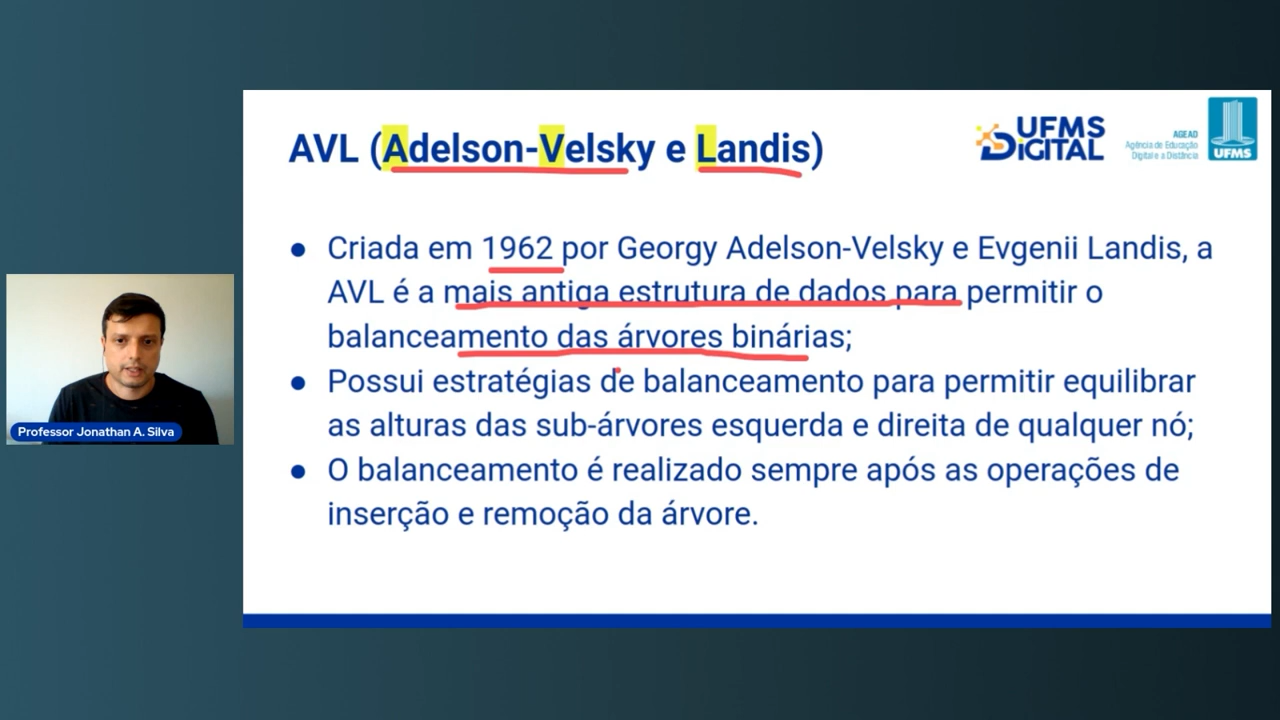 AVL (Adelson-Velsky e Landis)
UFMS
DIGITAL
AGEAD
Agência de Educação
Digital e a Distância
UFMS
● Criada em 1962 por Georgy Adelson-Velsky e Evgenii Landis, a
AVL é a mais antiga estrutura de dados para permitir o
balanceamento das árvores binárias;
● Possui estratégias de balanceamento para permitir equilibrar
as alturas das sub-árvores esquerda e direita de qualquer nó;
● O balanceamento é realizado sempre após as operações de
inserção e remoção da árvore.
Professor Jonathan A. Silva